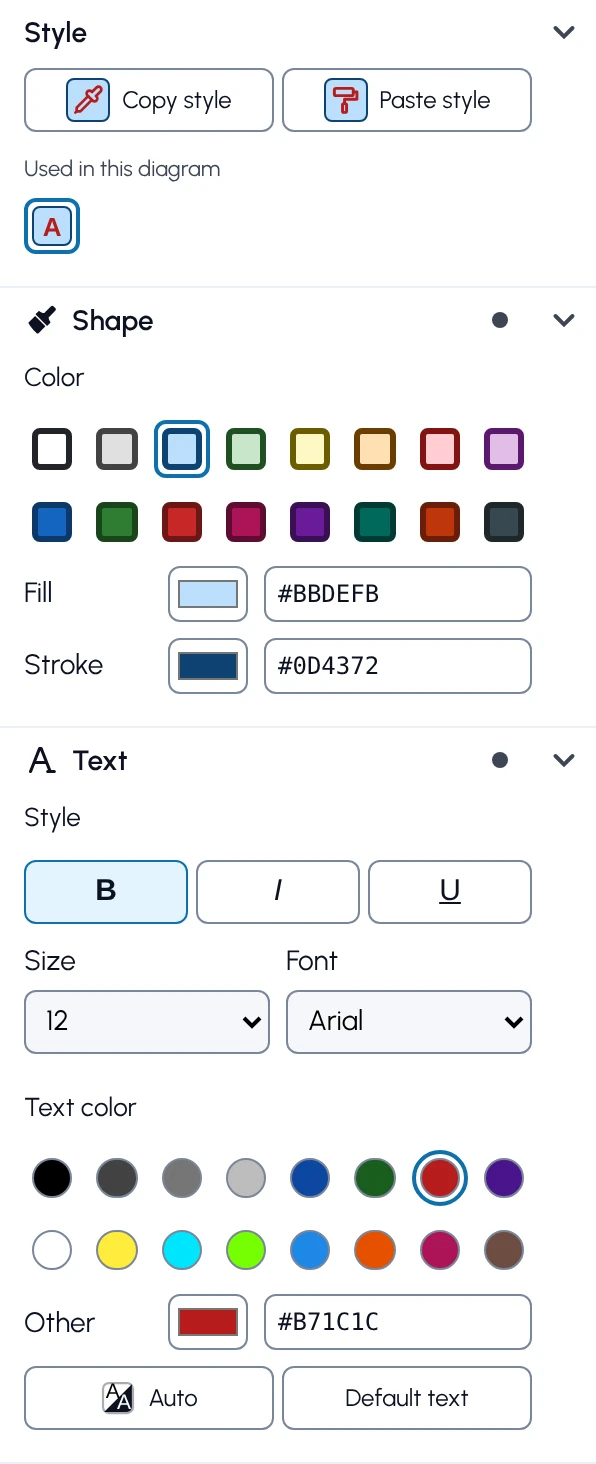 Style
Copy style Paste style
Used in this diagram
A
Shape
Color
Fill #BBDEFB
Stroke #0D4372
A Text
Style
B I U
Size Font
12 Arial
Text color
Other #B71C1C
AA Auto Default text